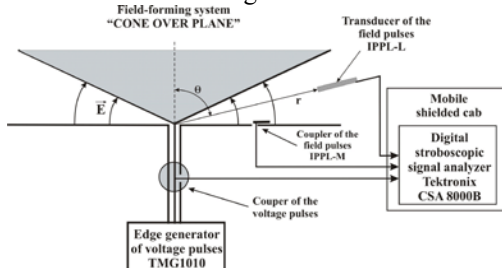 Field-forming system
"CONE OVER PLANE"
Transducer of the
field pulses
IPPL-L
θ
E
r
Coupler of the
field pulses
IPPL-M
Mobile
shielded cab
Digital
stroboscopic
signal analyzer
Tektronix
CSA 8000B
Couper of the
voltage pulses
Edge generator
of voltage pulses
TMG1010